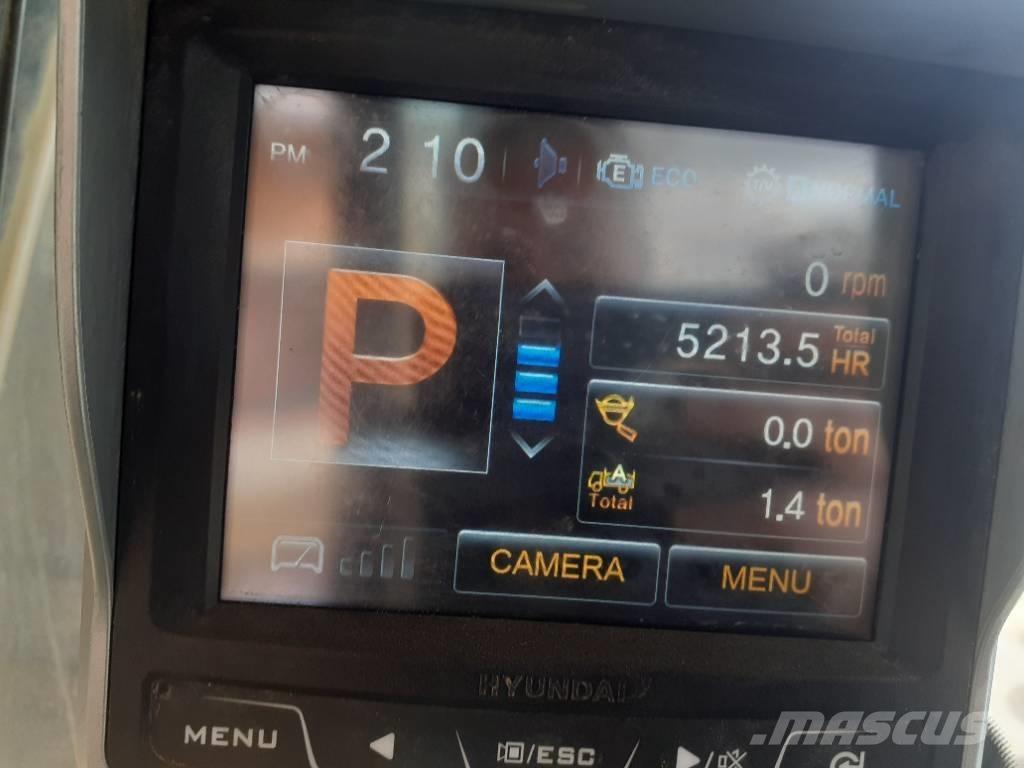 PM 2 10 E ECO T/V NORMAL
P
0 rpm
5213.5 Total HR
0.0 ton
A Total 1.4 ton
CAMERA MENU
HYUNDAI
MENU /ESC
mascus